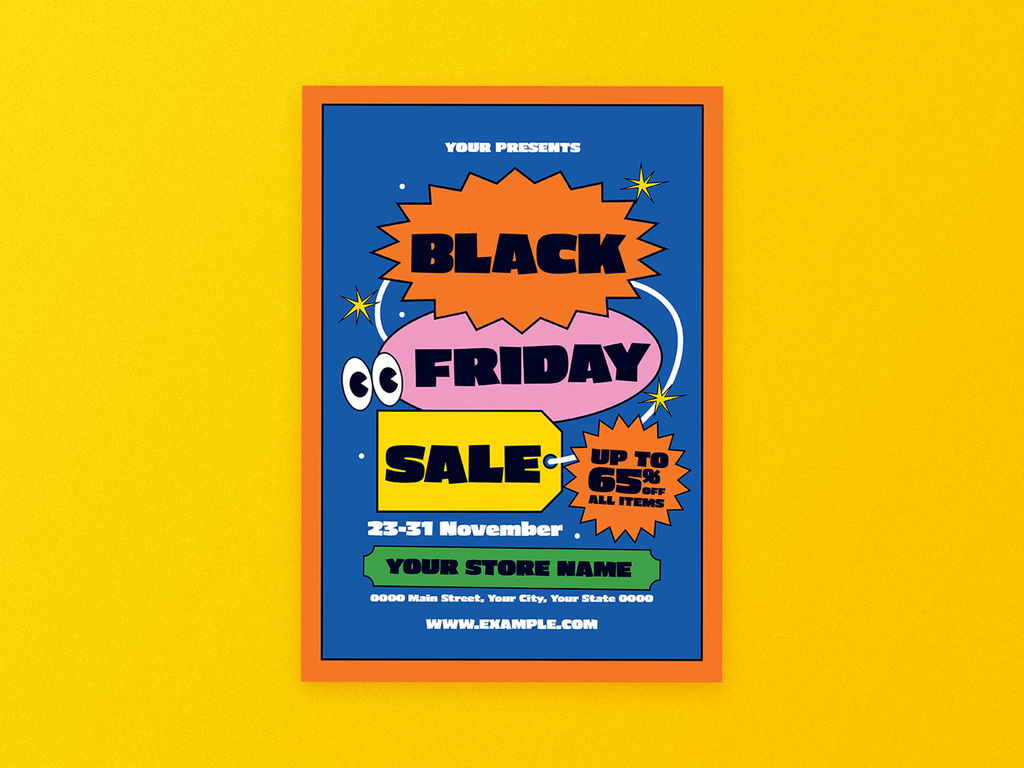 YOUR PRESENTS
BLACK
FRIDAY
SALE
UP TO
65% OFF
ALL ITEMS
23-31 November
YOUR STORE NAME
0000 Main Street, Your City, Your State 0000
WWW.EXAMPLE.COM